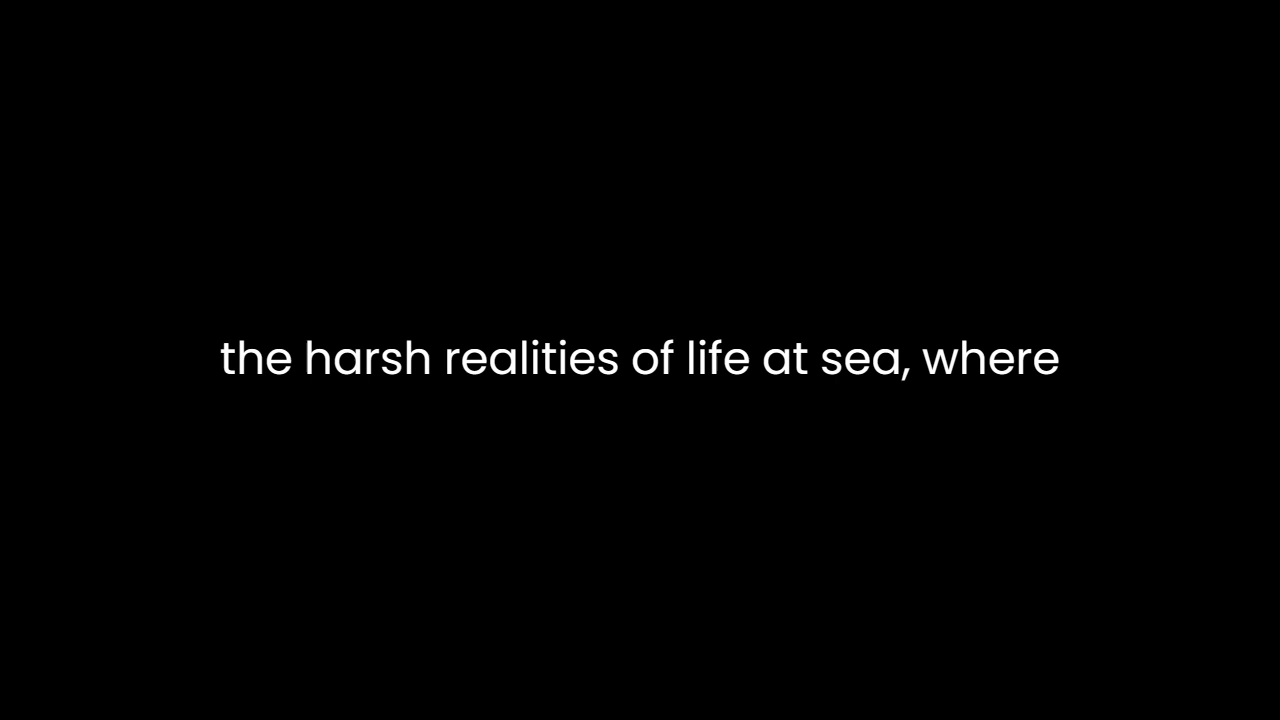 the harsh realities of life at sea, where